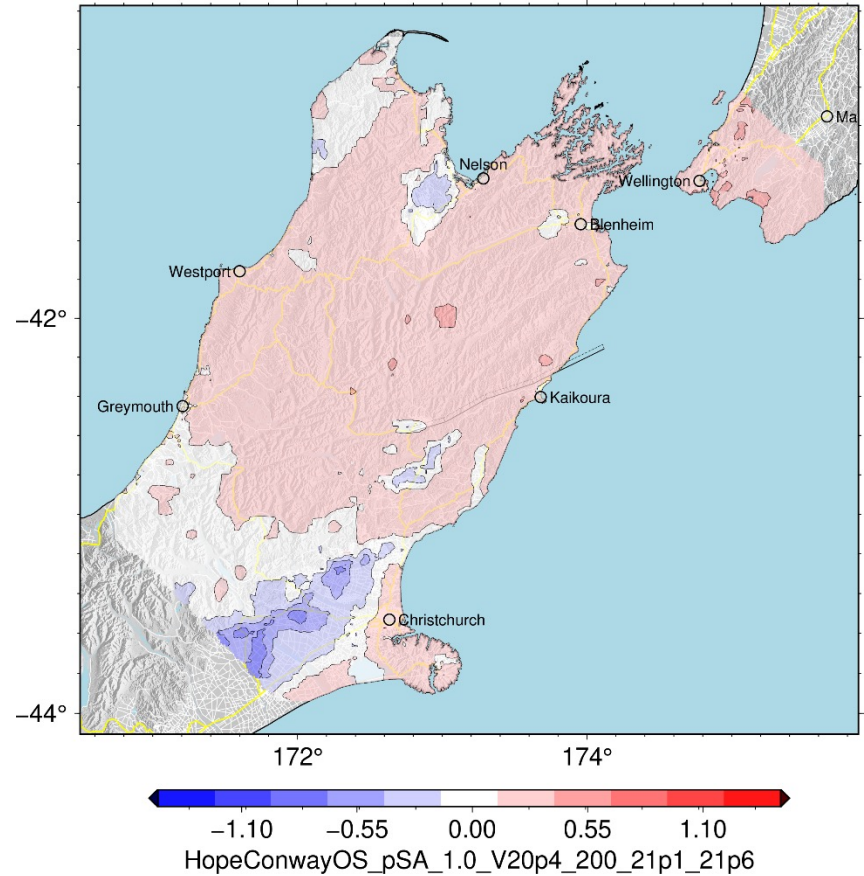 Ma
Nelson
Wellington
Blenheim
Westport
−42°
Greymouth
Kaikoura
Christchurch
−44°
172° 174°
−1.10 −0.55 0.00 0.55 1.10
HopeConwayOS_pSA_1.0_V20p4_200_21p1_21p6